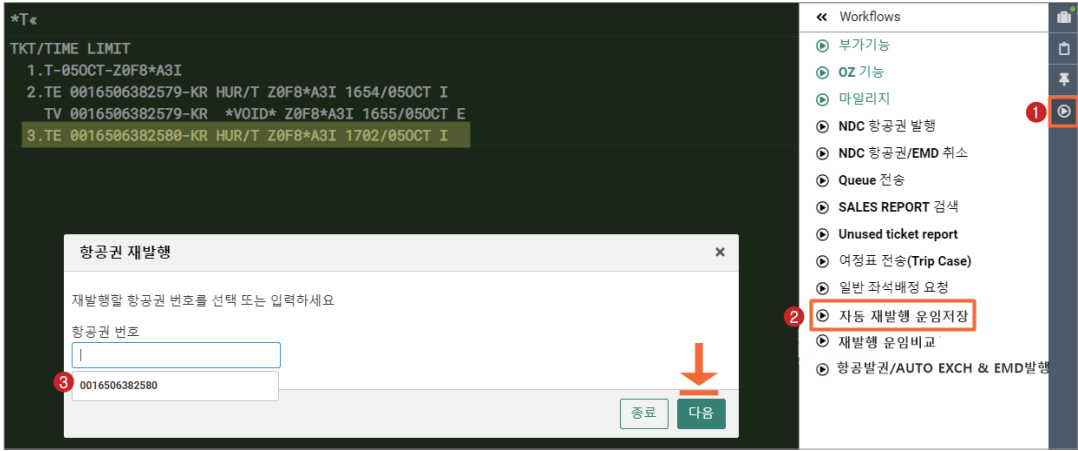 *T«
TKT/TIME LIMIT
1.T-05OCT-Z0F8*A3I
2.TE 0016506382579-KR HUR/T Z0F8*A3I 1654/05OCT I
TV 0016506382579-KR *VOID* Z0F8*A3I 1655/05OCT E
3.TE 0016506382580-KR HUR/T Z0F8*A3I 1702/05OCT I
항공권 재발행
×
재발행할 항공권 번호를 선택 또는 입력하세요
항공권 번호
3
0016506382580
종료
다음
« Workflows
부가기능
OZ 기능
마일리지
1
NDC 항공권 발행
NDC 항공권/EMD 취소
Queue 전송
SALES REPORT 검색
Unused ticket report
여정표 전송(Trip Case)
일반 좌석배정 요청
2 자동 재발행 운임저장
재발행 운임비교
항공발권/AUTO EXCH & EMD발행